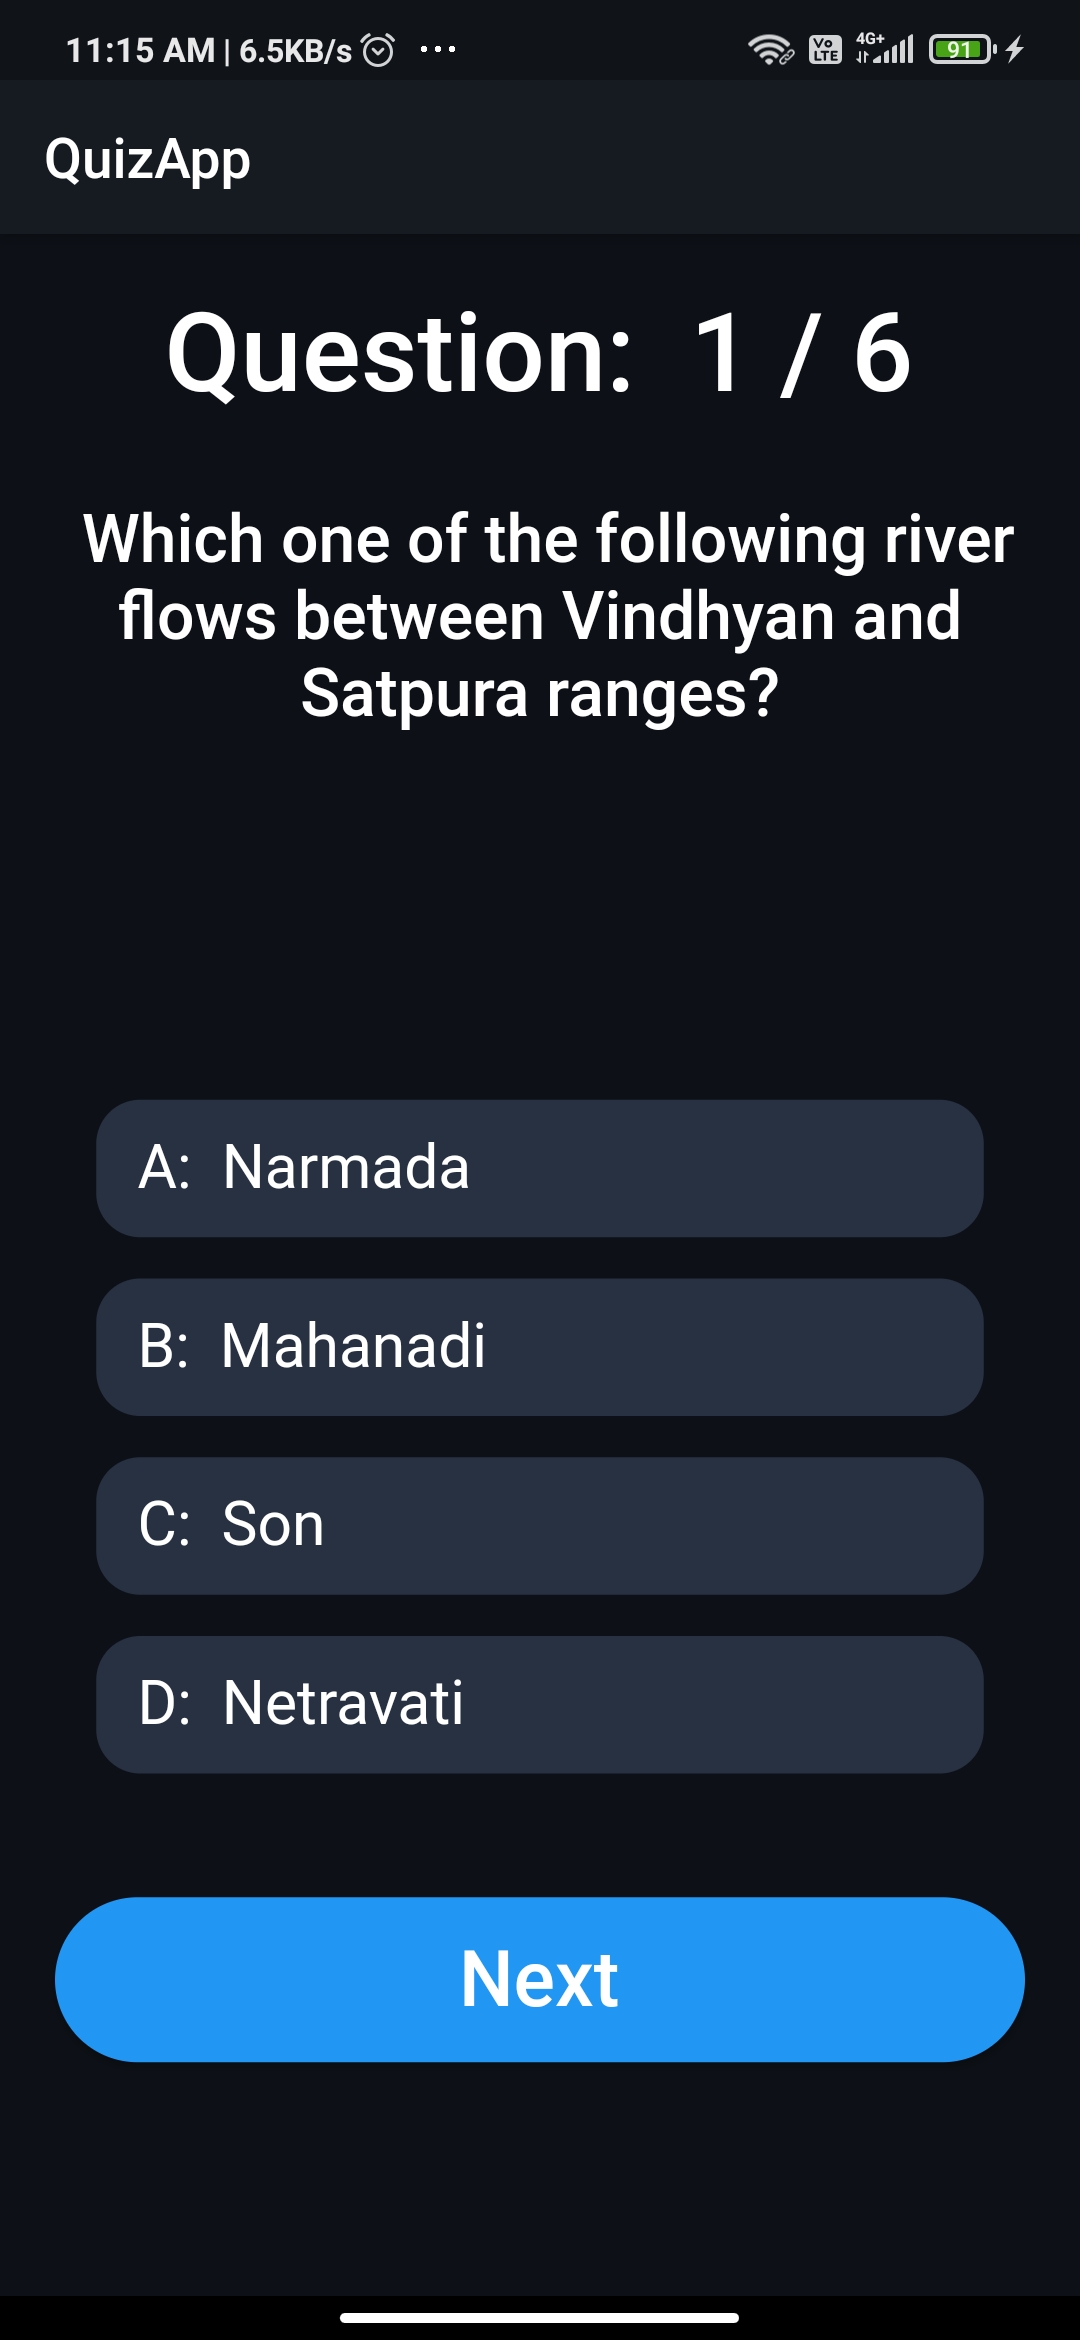 11:15 AM | 6.5KB/s ...
Vo LTE 4G+ 91
QuizApp
Question: 1 / 6
Which one of the following river
flows between Vindhyan and
Satpura ranges?
A: Narmada
B: Mahanadi
C: Son
D: Netravati
Next